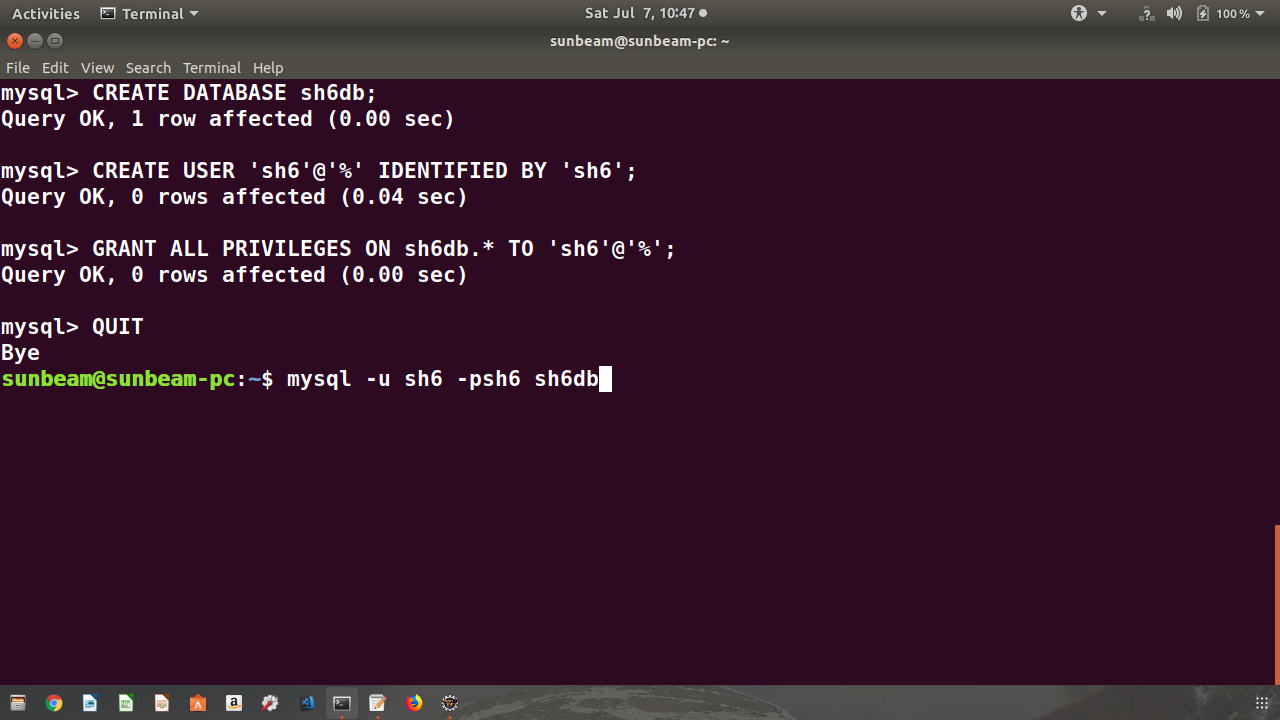 Activities Terminal Sat Jul 7, 10:47 100%
sunbeam@sunbeam-pc: ~
File Edit View Search Terminal Help
mysql> CREATE DATABASE sh6db;
Query OK, 1 row affected (0.00 sec)
mysql> CREATE USER 'sh6'@'%' IDENTIFIED BY 'sh6';
Query OK, 0 rows affected (0.04 sec)
mysql> GRANT ALL PRIVILEGES ON sh6db.* TO 'sh6'@'%';
Query OK, 0 rows affected (0.00 sec)
mysql> QUIT
Bye
sunbeam@sunbeam-pc:~$ mysql -u sh6 -psh6 sh6db